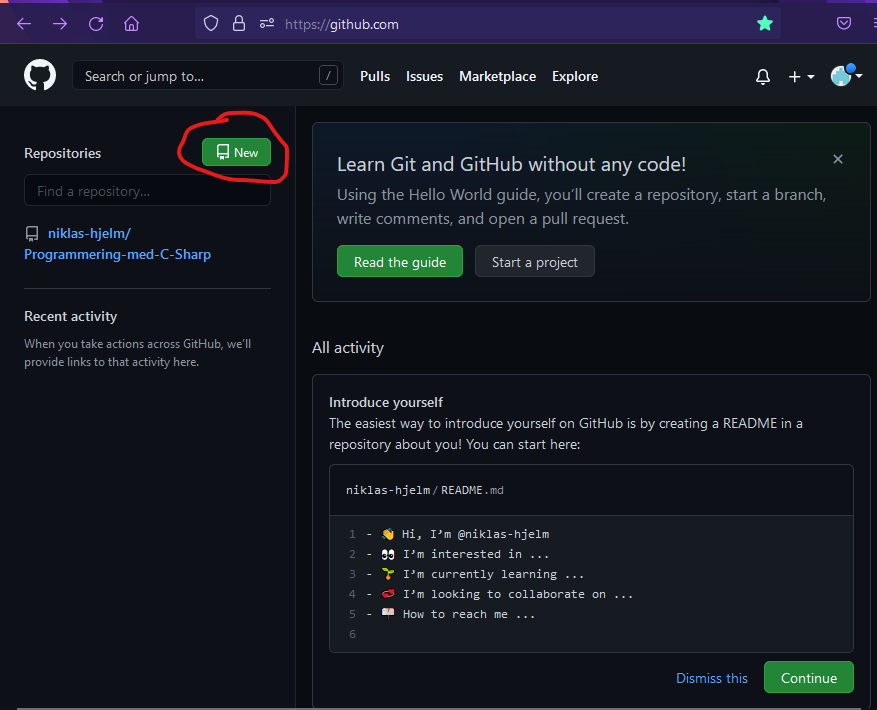 https://github.com
Search or jump to...
/
Pulls Issues Marketplace Explore
Repositories
New
Find a repository...
niklas-hjelm/
Programmering-med-C-Sharp
Recent activity
When you take actions across GitHub, we'll
provide links to that activity here.
Learn Git and GitHub without any code!
Using the Hello World guide, you'll create a repository, start a branch,
write comments, and open a pull request.
Read the guide
Start a project
All activity
Introduce yourself
The easiest way to introduce yourself on GitHub is by creating a README in a
repository about you! You can start here:
niklas-hjelm/README.md
1 - 👋 Hi, I'm @niklas-hjelm
2 - 👀 I'm interested in ...
3 - 🌱 I'm currently learning ...
4 - 💞️ I'm looking to collaborate on ...
5 - 📫 How to reach me ...
6
Dismiss this
Continue